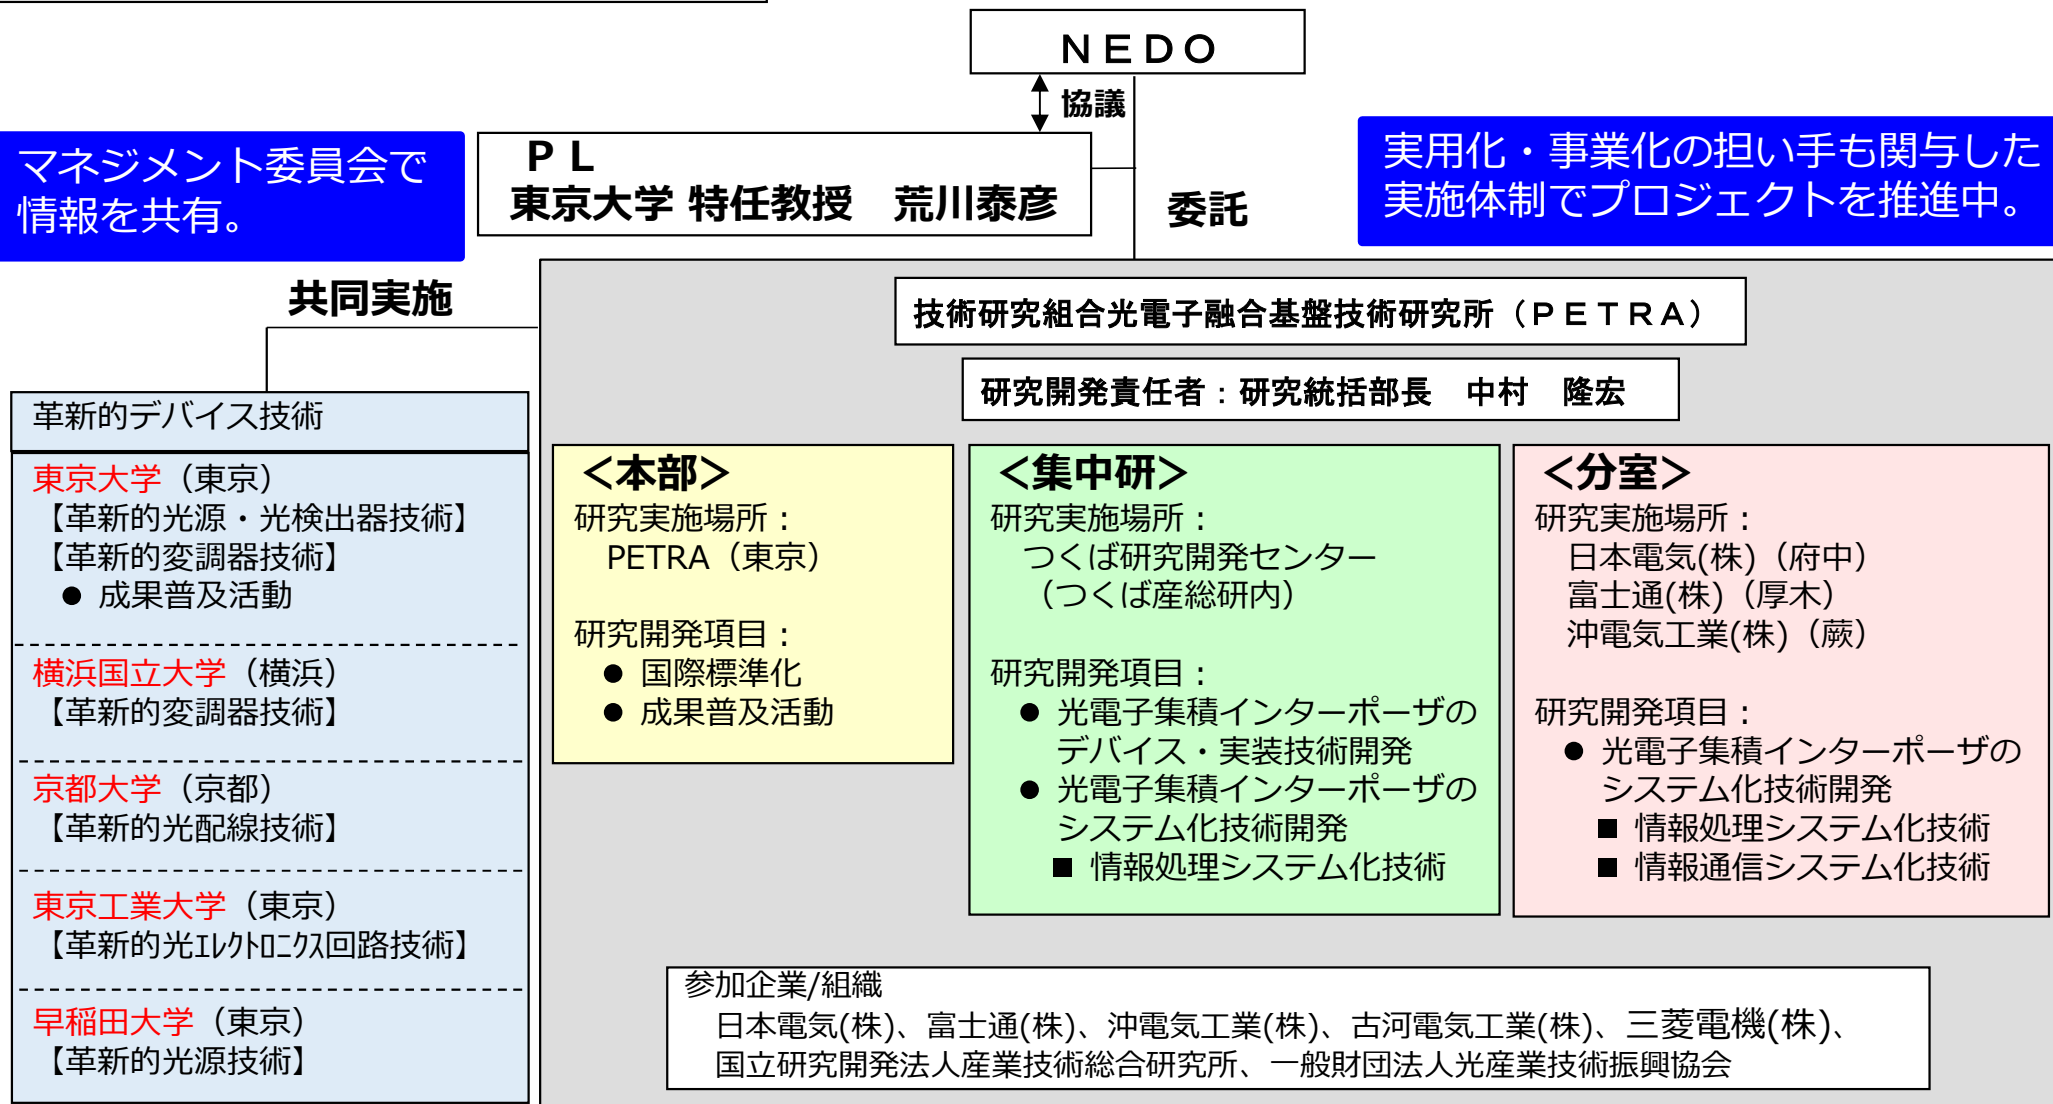 ＮＥＤＯ
協議
マネジメント委員会で
情報を共有。
ＰＬ
東京大学 特任教授　荒川泰彦
委託
実用化・事業化の担い手も関与した
実施体制でプロジェクトを推進中。
共同実施
技術研究組合光電子融合基盤技術研究所（ＰＥＴＲＡ）
研究開発責任者：研究統括部長　中村　隆宏
革新的デバイス技術
東京大学（東京）
【革新的光源・光検出器技術】
【革新的変調器技術】
● 成果普及活動
横浜国立大学（横浜）
【革新的変調器技術】
京都大学（京都）
【革新的光配線技術】
東京工業大学（東京）
【革新的光ｴﾚｸﾄﾛﾆｸｽ回路技術】
早稲田大学（東京）
【革新的光源技術】
＜本部＞
研究実施場所：
PETRA（東京）
研究開発項目：
● 国際標準化
● 成果普及活動
＜集中研＞
研究実施場所：
つくば研究開発センター
（つくば産総研内）
研究開発項目：
● 光電子集積インターポーザの
デバイス・実装技術開発
● 光電子集積インターポーザの
システム化技術開発
■ 情報処理システム化技術
＜分室＞
研究実施場所：
日本電気(株)（府中）
富士通(株)（厚木）
沖電気工業(株)（蕨）
研究開発項目：
● 光電子集積インターポーザの
システム化技術開発
■ 情報処理システム化技術
■ 情報通信システム化技術
参加企業/組織
日本電気(株)、富士通(株)、沖電気工業(株)、古河電気工業(株)、三菱電機(株)、
国立研究開発法人産業技術総合研究所、一般財団法人光産業技術振興協会